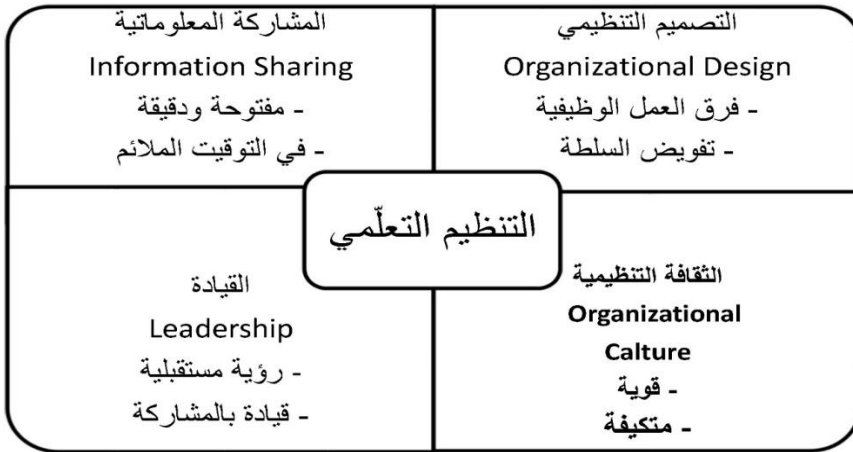 التصميم التنظيمي
Organizational Design
- فرق العمل الوظيفية
- تفويض السلطة
المشاركة المعلوماتية
Information Sharing
- مفتوحة ودقيقة
- في التوقيت الملائم
التنظيم التعلّمي
الثقافة التنظيمية
Organizational
Calture
- قوية
- متكيفة
القيادة
Leadership
- رؤية مستقبلية
- قيادة بالمشاركة